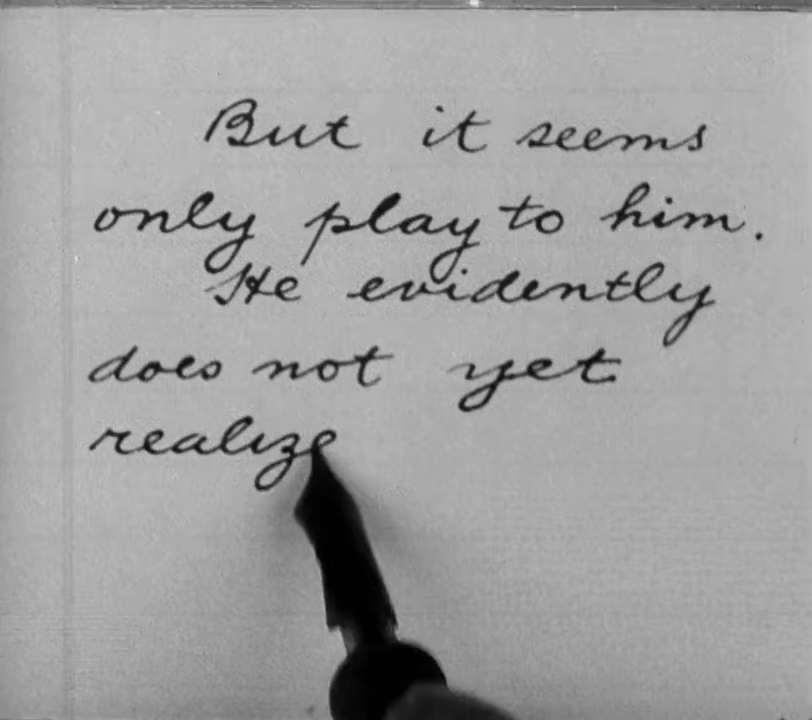 But it seems
only play to him.
He evidently
does not yet
realize